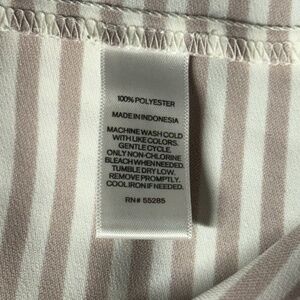 100% POLYESTER
MADE IN INDONESIA
MACHINE WASH COLD
WITH LIKE COLORS.
GENTLE CYCLE.
ONLY NON-CHLORINE
BLEACH WHEN NEEDED.
TUMBLE DRY LOW.
REMOVE PROMPTLY.
COOL IRON IF NEEDED.
RN# 55285